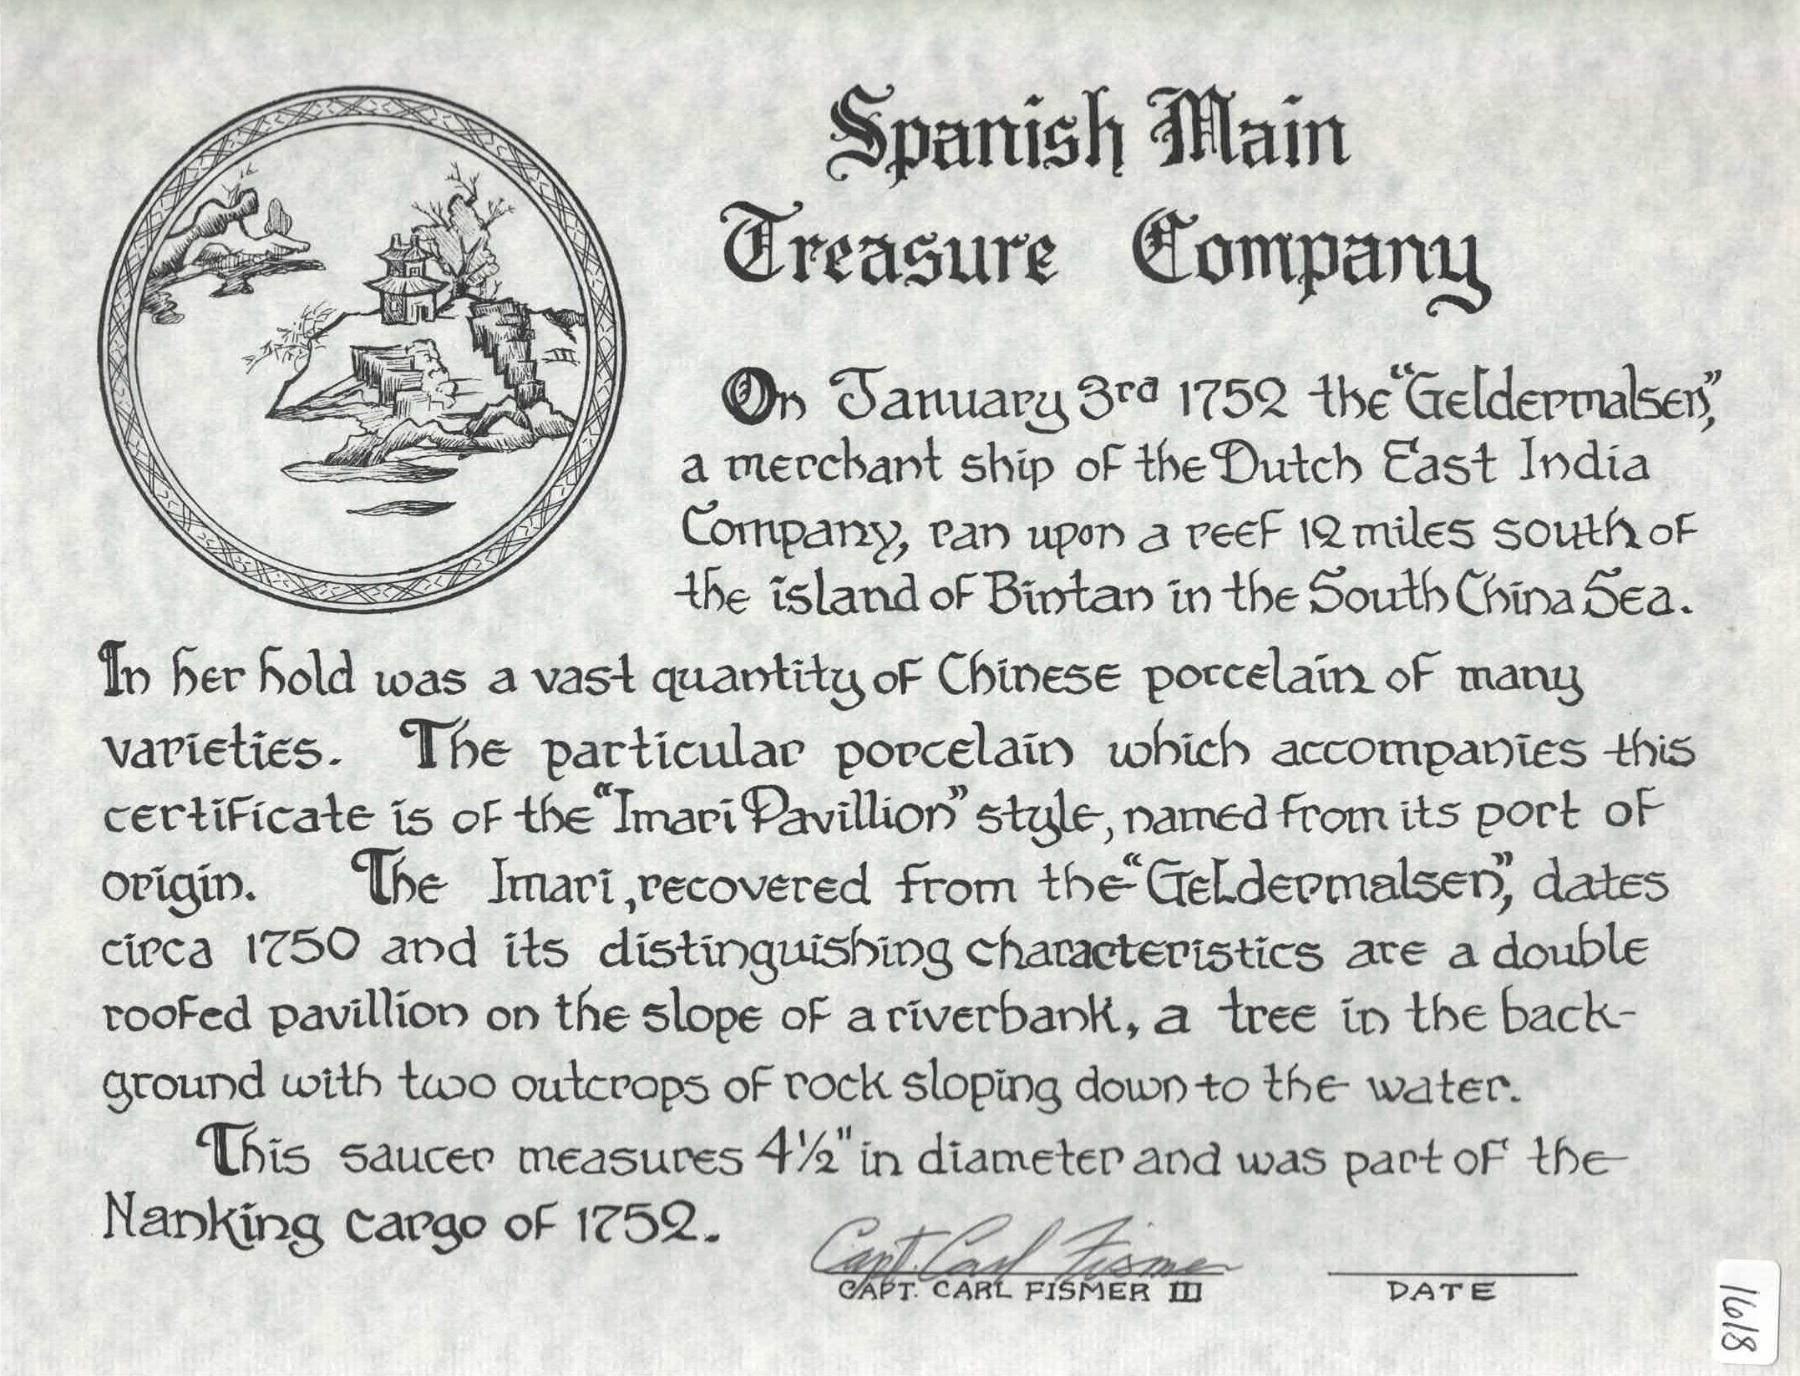 Spanish Main
Treasure Company
On January 3rd 1752 the "Geldermalsen",
a merchant ship of the Dutch East India
Company, ran upon a reef 12 miles south of
the island of Bintan in the South China Sea.
In her hold was a vast quantity of Chinese porcelain of many
varieties. The particular porcelain which accompanies this
certificate is of the "Imari Pavillion" style, named from its port of
origin. The Imari, recovered from the "Geldermalsen", dates
circa 1750 and its distinguishing characteristics are a double
roofed pavillion on the slope of a riverbank, a tree in the back-
ground with two outcrops of rock sloping down to the water.
This saucer measures 4½" in diameter and was part of the
Nanking cargo of 1752.
Capt. Carl Fismer
CAPT. CARL FISMER III
DATE
1618